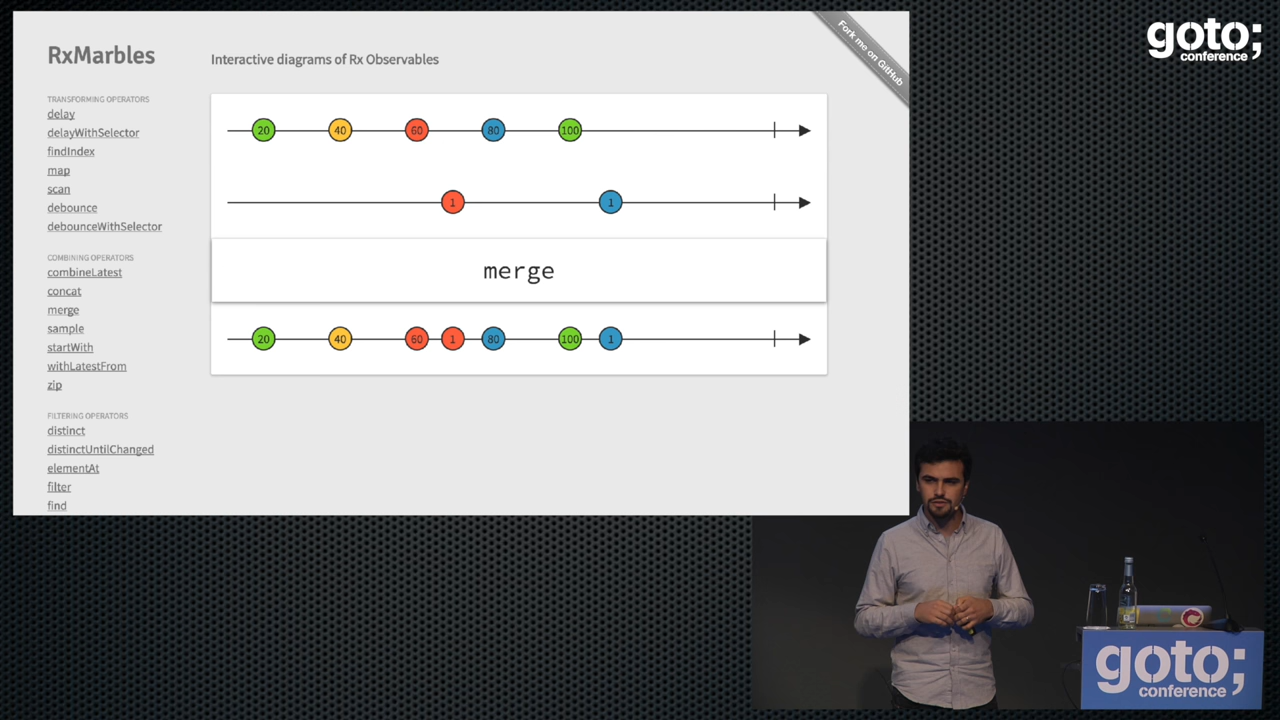 RxMarbles
Interactive diagrams of Rx Observables
Fork me on GitHub
TRANSFORMING OPERATORS
delay
delayWithSelector
findIndex
map
scan
debounce
debounceWithSelector
COMBINING OPERATORS
combineLatest
concat
merge
sample
startWith
withLatestFrom
zip
FILTERING OPERATORS
distinct
distinctUntilChanged
elementAt
filter
find
20 40 60 80 100
1 1
merge
20 40 60 1 80 100 1
goto;
conference
goto;
conference